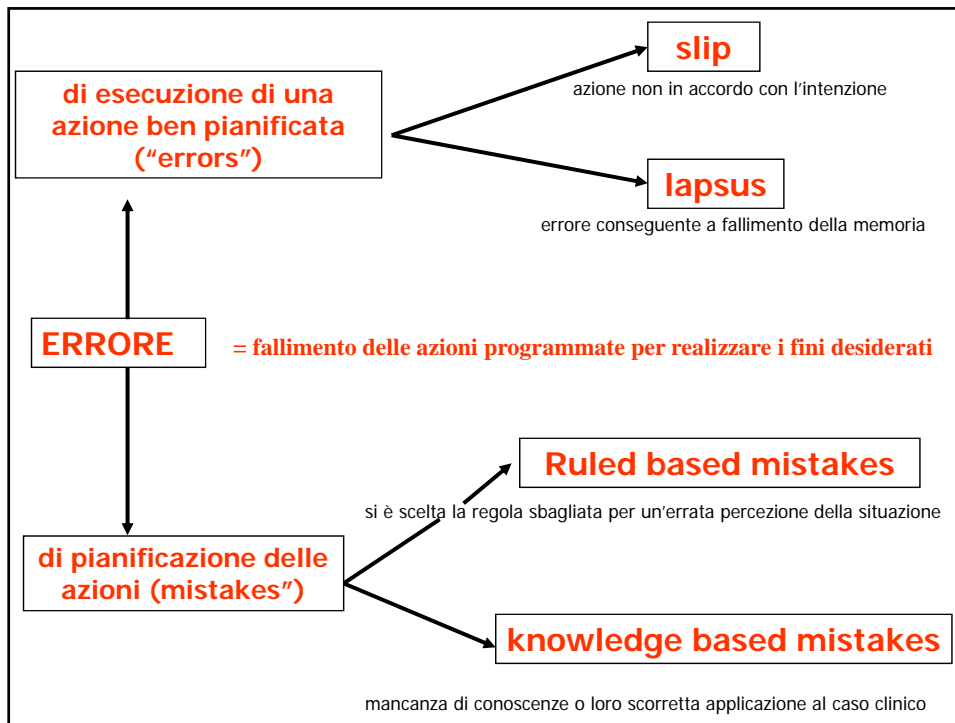 slip
azione non in accordo con l'intenzione
di esecuzione di una
azione ben pianificata
("errors")
lapsus
errore conseguente a fallimento della memoria
ERRORE
= fallimento delle azioni programmate per realizzare i fini desiderati
Ruled based mistakes
si è scelta la regola sbagliata per un'errata percezione della situazione
di pianificazione delle
azioni (mistakes")
knowledge based mistakes
mancanza di conoscenze o loro scorretta applicazione al caso clinico